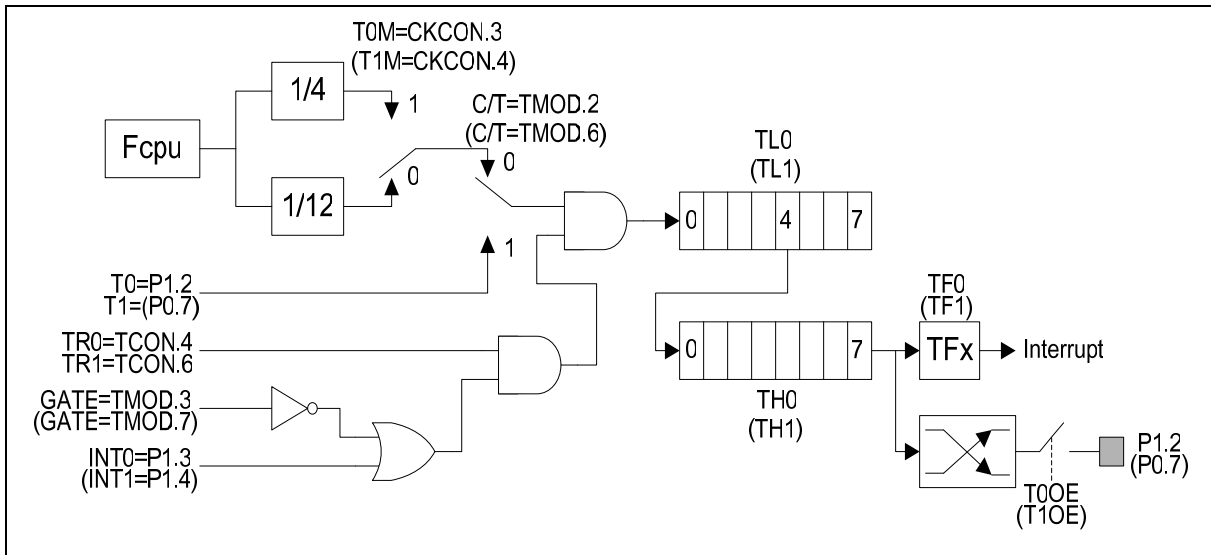 T0M=CKCON.3
(T1M=CKCON.4)
1/4
1
C/T=TMOD.2
(C/T=TMOD.6)
Fcpu
0
0
1/12
TL0
(TL1)
0 4 7
1
T0=P1.2
T1=(P0.7)
TR0=TCON.4
TR1=TCON.6
0 7
TH0
(TH1)
TF0
(TF1)
TFx
Interrupt
GATE=TMOD.3
(GATE=TMOD.7)
INT0=P1.3
(INT1=P1.4)
P1.2
(P0.7)
T0OE
(T1OE)